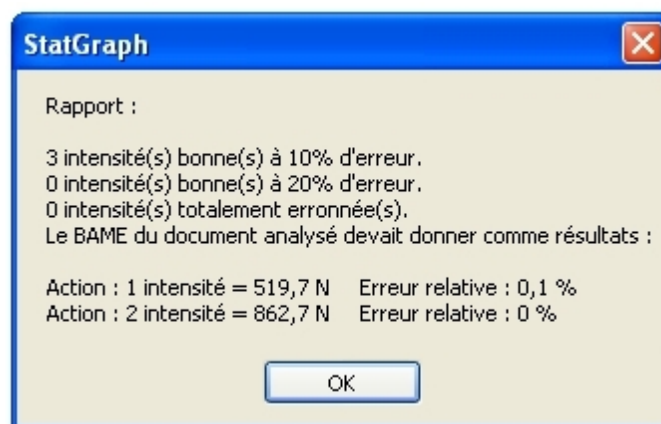 StatGraph
Rapport :
3 intensité(s) bonne(s) à 10% d'erreur.
0 intensité(s) bonne(s) à 20% d'erreur.
0 intensité(s) totalement erronnée(s).
Le BAME du document analysé devait donner comme résultats :
Action : 1 intensité = 519,7 N Erreur relative : 0,1 %
Action : 2 intensité = 862,7 N Erreur relative : 0 %
OK